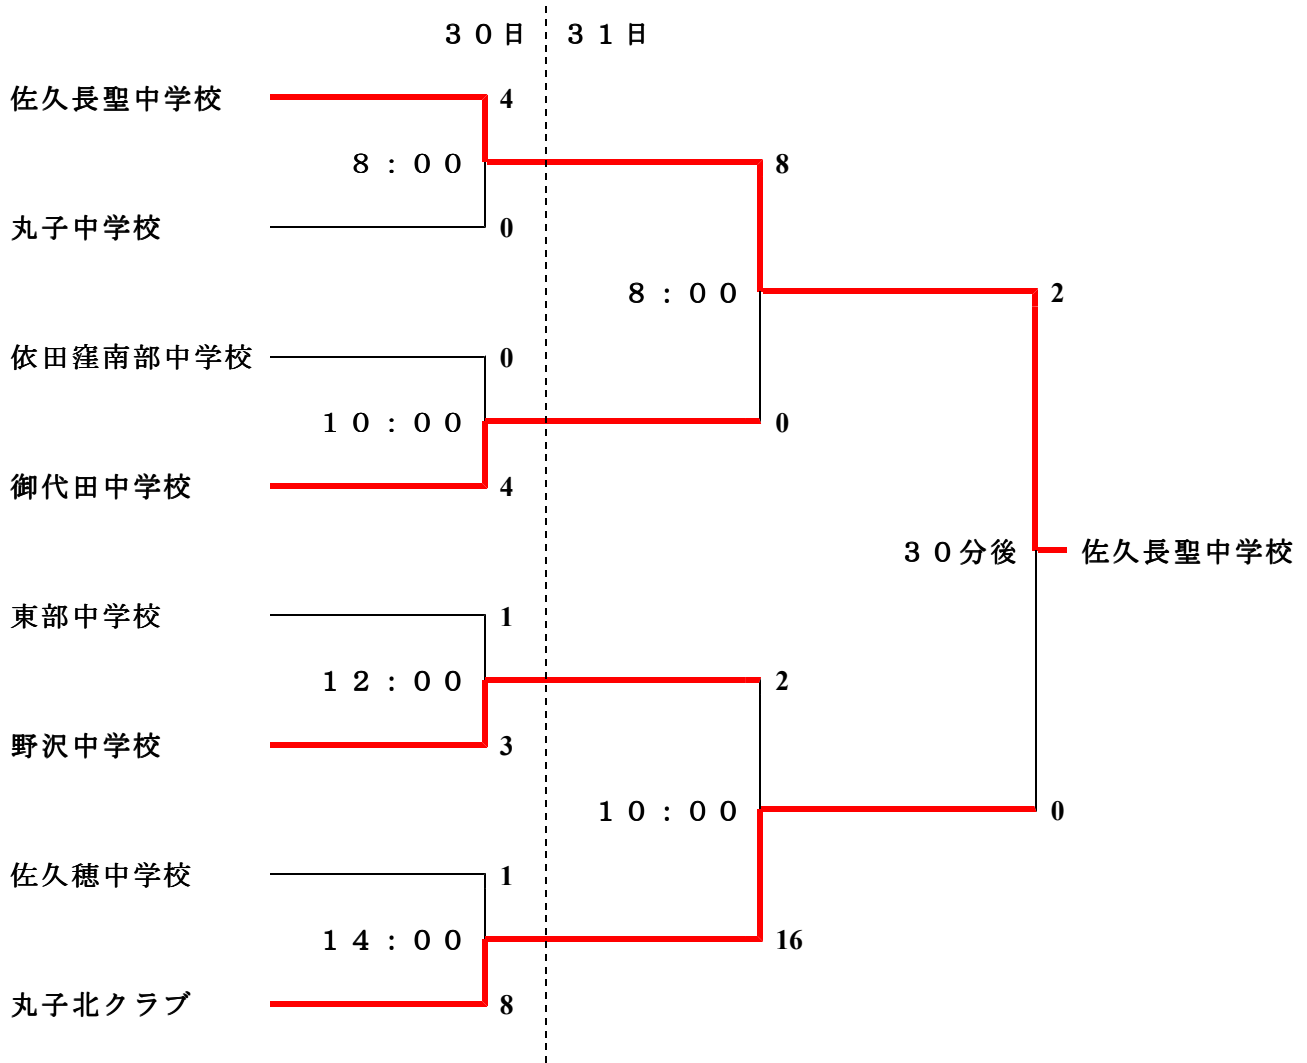 ３０日 ３１日
佐久長聖中学校 4
８：００ 8
丸子中学校 0
８：００ 2
依田窪南部中学校 0
１０：００ 0
御代田中学校 4
３０分後 佐久長聖中学校
東部中学校 1
１２：００ 2
野沢中学校 3
１０：００ 0
佐久穂中学校 1
１４：００ 16
丸子北クラブ 8